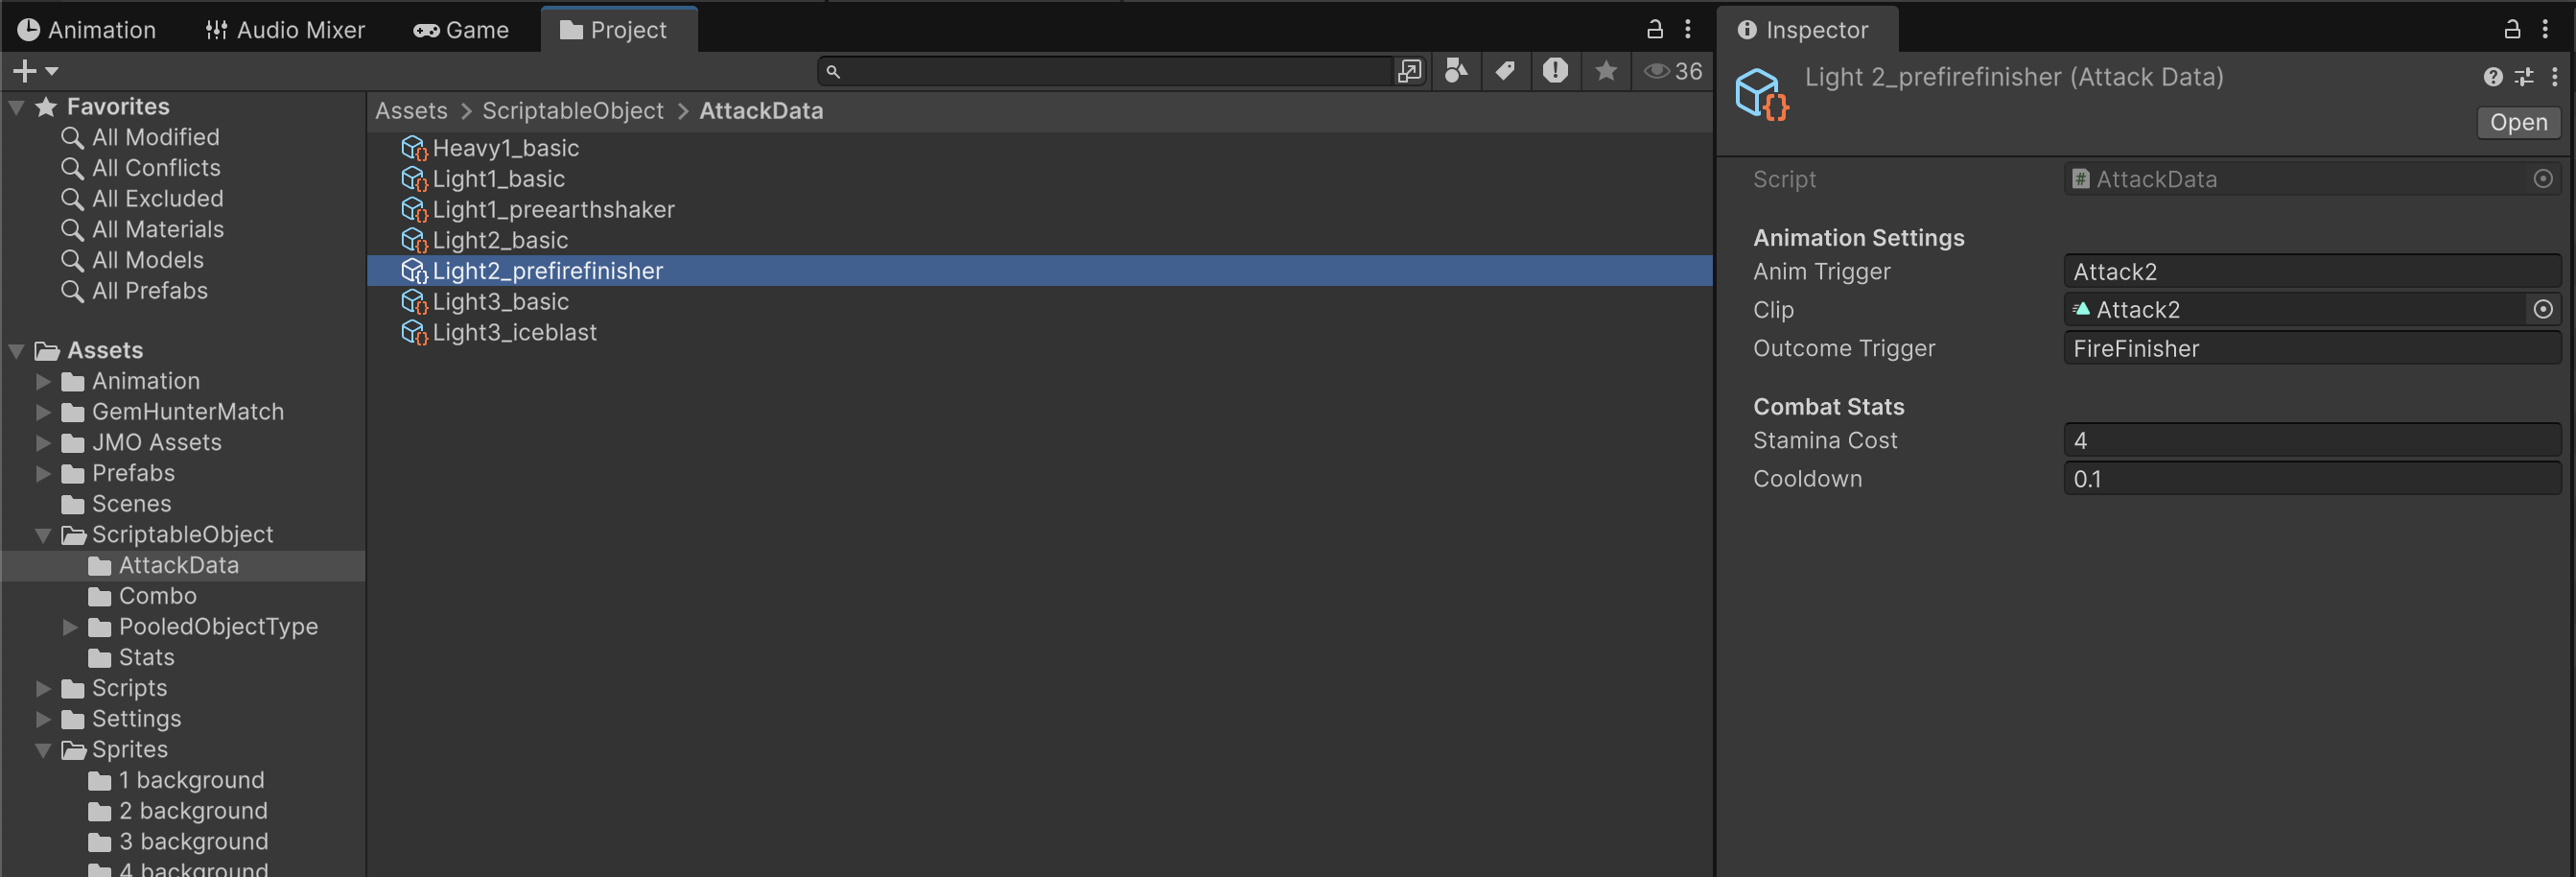 Animation Audio Mixer Game Project
36
Favorites
All Modified
All Conflicts
All Excluded
All Materials
All Models
All Prefabs
Assets
Animation
GemHunterMatch
JMO Assets
Prefabs
Scenes
ScriptableObject
AttackData
Combo
PooledObjectType
Stats
Scripts
Settings
Sprites
1 background
2 background
3 background
4 background
Assets > ScriptableObject > AttackData
Heavy1_basic
Light1_basic
Light1_preearthshaker
Light2_basic
Light2_prefirefinisher
Light3_basic
Light3_iceblast
Inspector
Light 2_prefirefinisher (Attack Data)
Open
Script # AttackData
Animation Settings
Anim Trigger Attack2
Clip Attack2
Outcome Trigger FireFinisher
Combat Stats
Stamina Cost 4
Cooldown 0.1